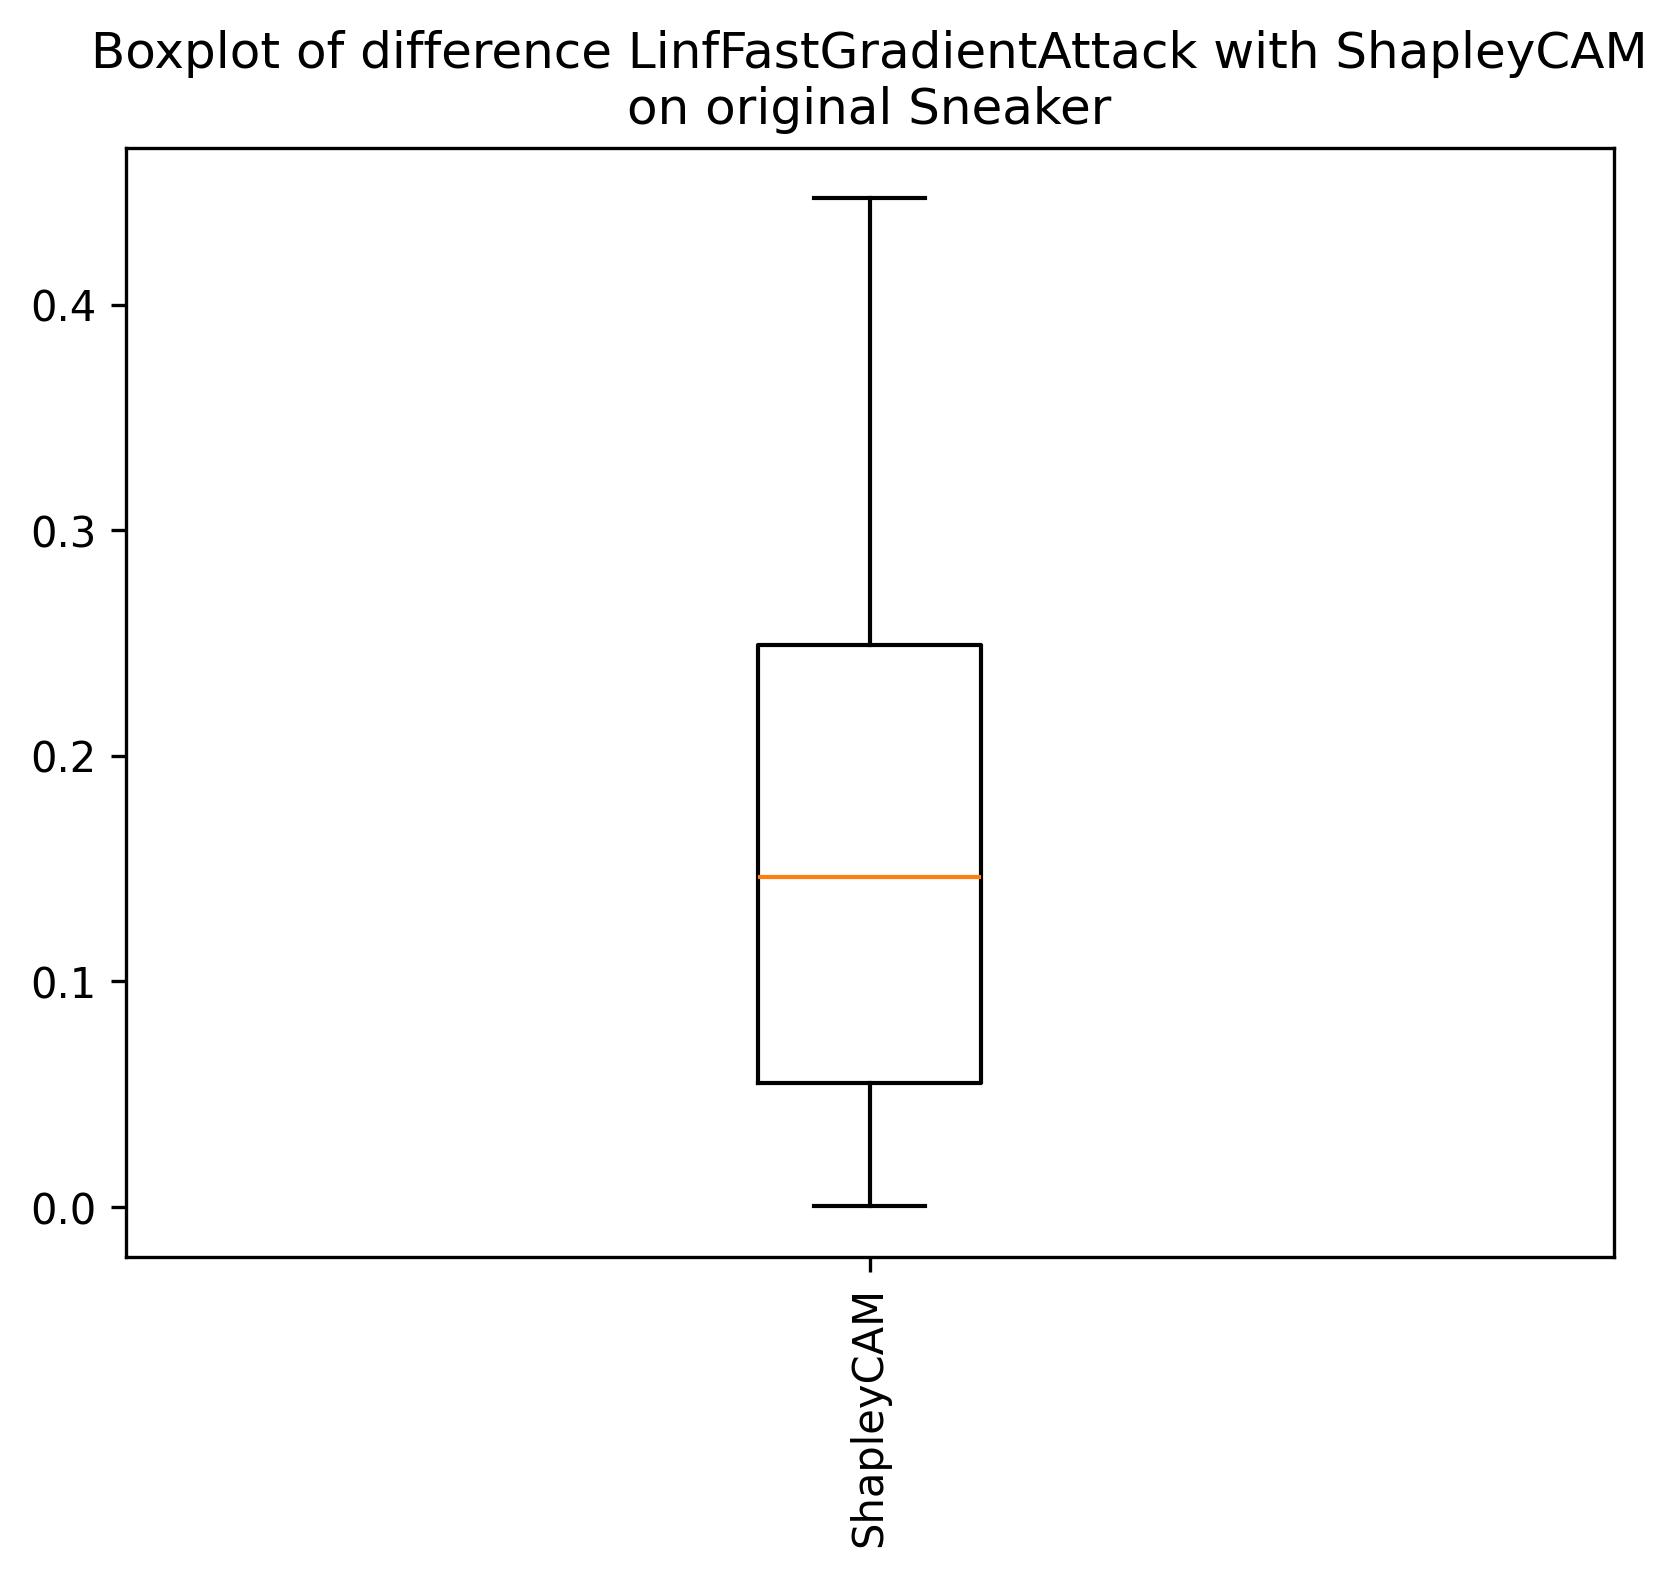 Boxplot of difference LinfFastGradientAttack with ShapleyCAM
on original Sneaker
0.4
0.3
0.2
0.1
0.0
ShapleyCAM